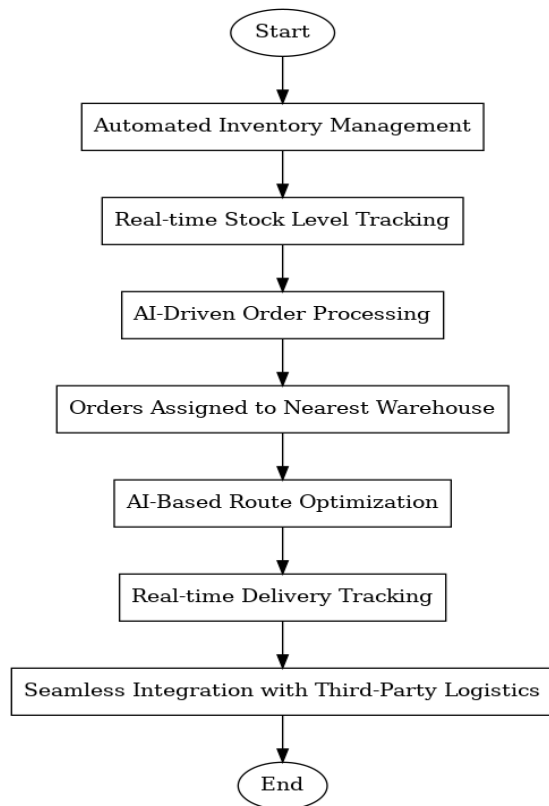 Start
Automated Inventory Management
Real-time Stock Level Tracking
AI-Driven Order Processing
Orders Assigned to Nearest Warehouse
AI-Based Route Optimization
Real-time Delivery Tracking
Seamless Integration with Third-Party Logistics
End